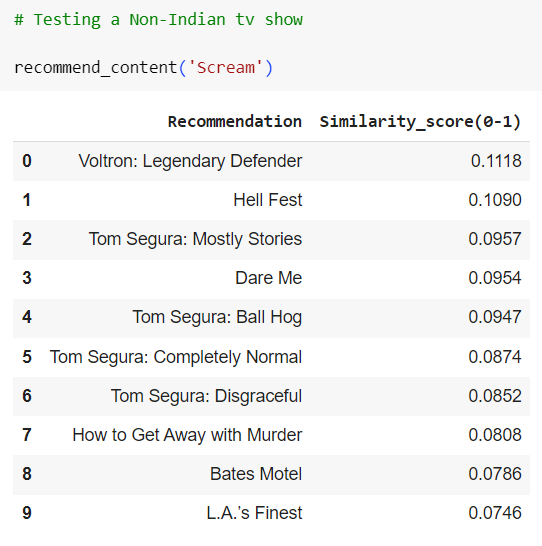 # Testing a Non-Indian tv show
recommend_content('Scream')
Recommendation Similarity_score(0-1)
0 Voltron: Legendary Defender 0.1118
1 Hell Fest 0.1090
2 Tom Segura: Mostly Stories 0.0957
3 Dare Me 0.0954
4 Tom Segura: Ball Hog 0.0947
5 Tom Segura: Completely Normal 0.0874
6 Tom Segura: Disgraceful 0.0852
7 How to Get Away with Murder 0.0808
8 Bates Motel 0.0786
9 L.A.’s Finest 0.0746